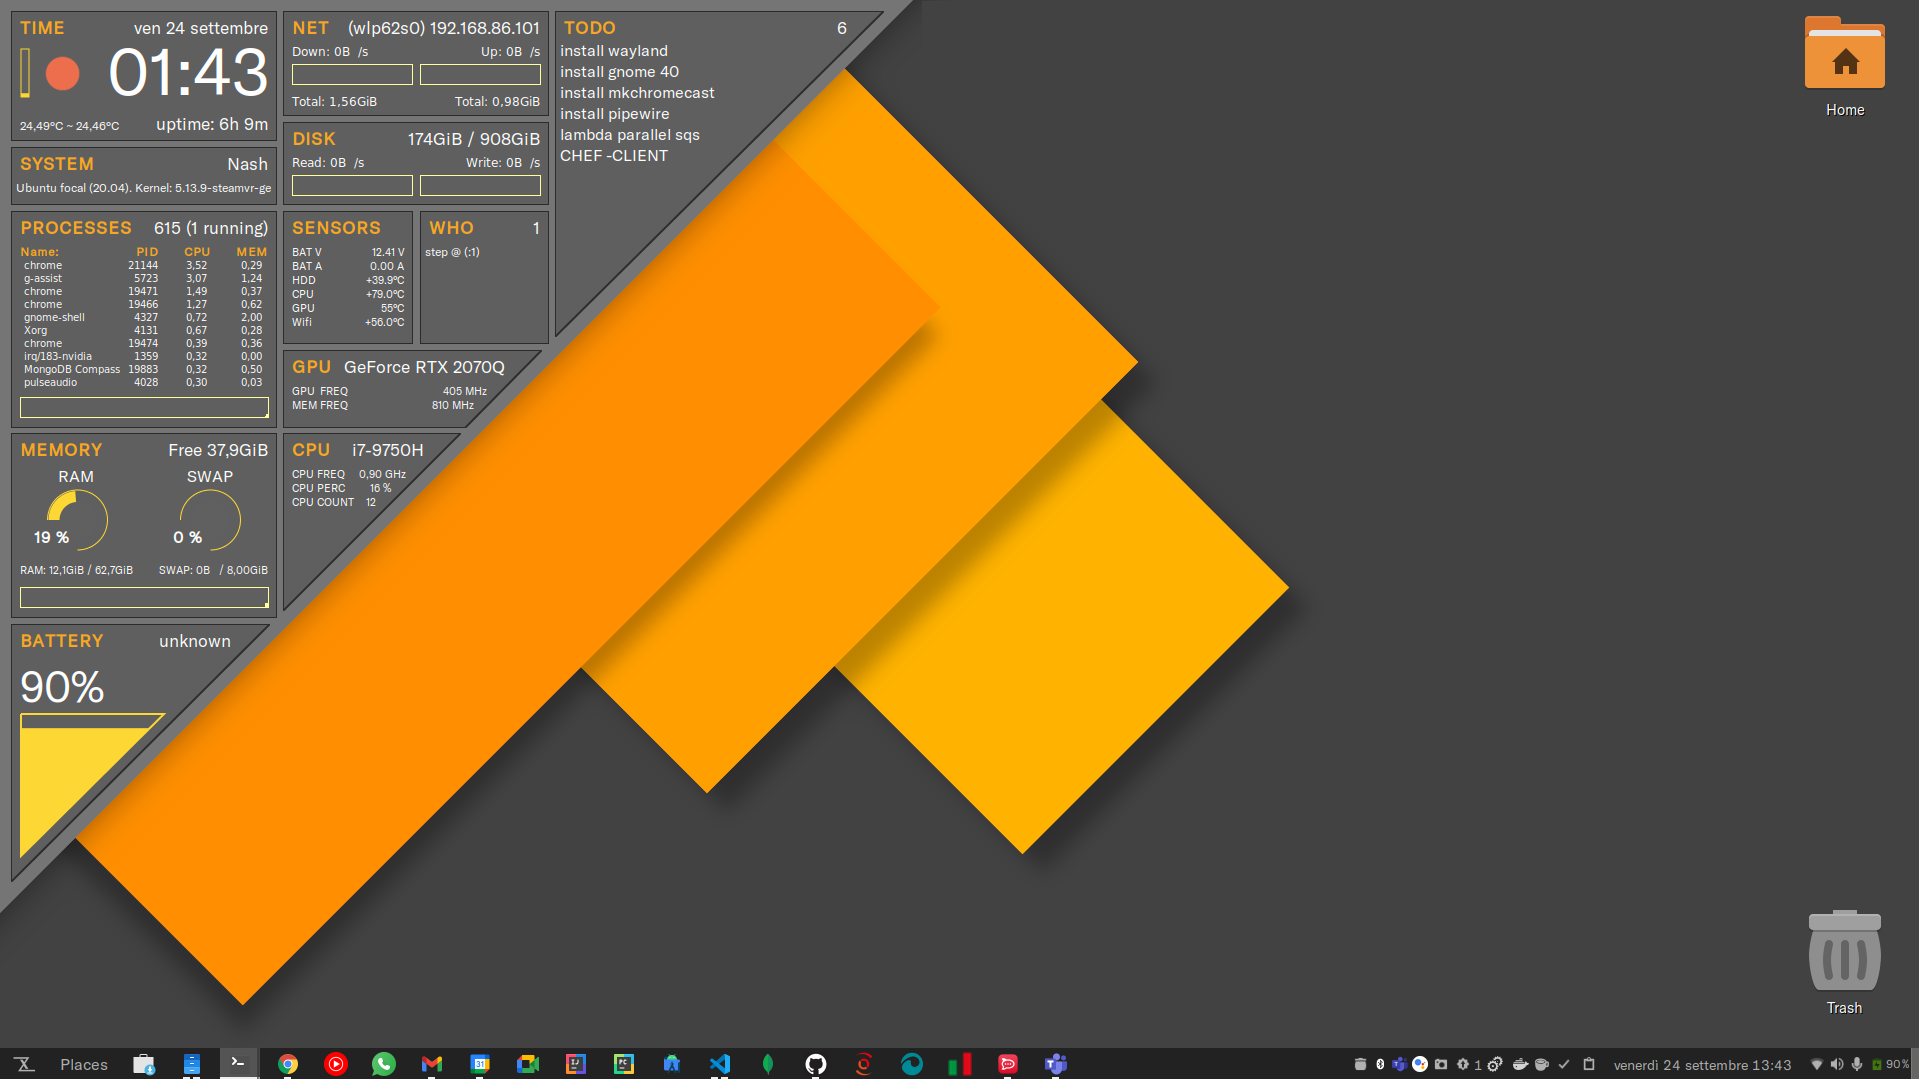 TIME ven 24 settembre
01:43
24,49°C ~ 24,46°C uptime: 6h 9m
SYSTEM Nash
Ubuntu focal (20.04). Kernel: 5.13.9-steamvr-ge
PROCESSES 615 (1 running)
Name: PID CPU MEM
chrome 21144 3,52 0,29
g-assist 5723 3,07 1,24
chrome 19471 1,49 0,37
chrome 19466 1,27 0,62
gnome-shell 4327 0,72 2,00
Xorg 4131 0,67 0,28
chrome 19474 0,39 0,36
irq/183-nvidia 1359 0,32 0,00
MongoDB Compass 19883 0,32 0,50
pulseaudio 4028 0,30 0,03
MEMORY Free 37,9GiB
RAM SWAP
19 % 0 %
RAM: 12,1GiB / 62,7GiB SWAP: 0B / 8,00GiB
BATTERY unknown
90%
NET (wlp62s0) 192.168.86.101
Down: 0B /s Up: 0B /s
Total: 1,56GiB Total: 0,98GiB
DISK 174GiB / 908GiB
Read: 0B /s Write: 0B /s
SENSORS
BAT V 12.41 V
BAT A 0.00 A
HDD +39.9°C
CPU +79.0°C
GPU 55°C
Wifi +56.0°C
WHO 1
step @ (:1)
GPU GeForce RTX 2070Q
GPU FREQ 405 MHz
MEM FREQ 810 MHz
CPU i7-9750H
CPU FREQ 0,90 GHz
CPU PERC 16 %
CPU COUNT 12
TODO 6
install wayland
install gnome 40
install mkchromecast
install pipewire
lambda parallel sqs
CHEF -CLIENT
Home
Trash
Places
31
IJ
PC
1
venerdì 24 settembre 13:43
90%